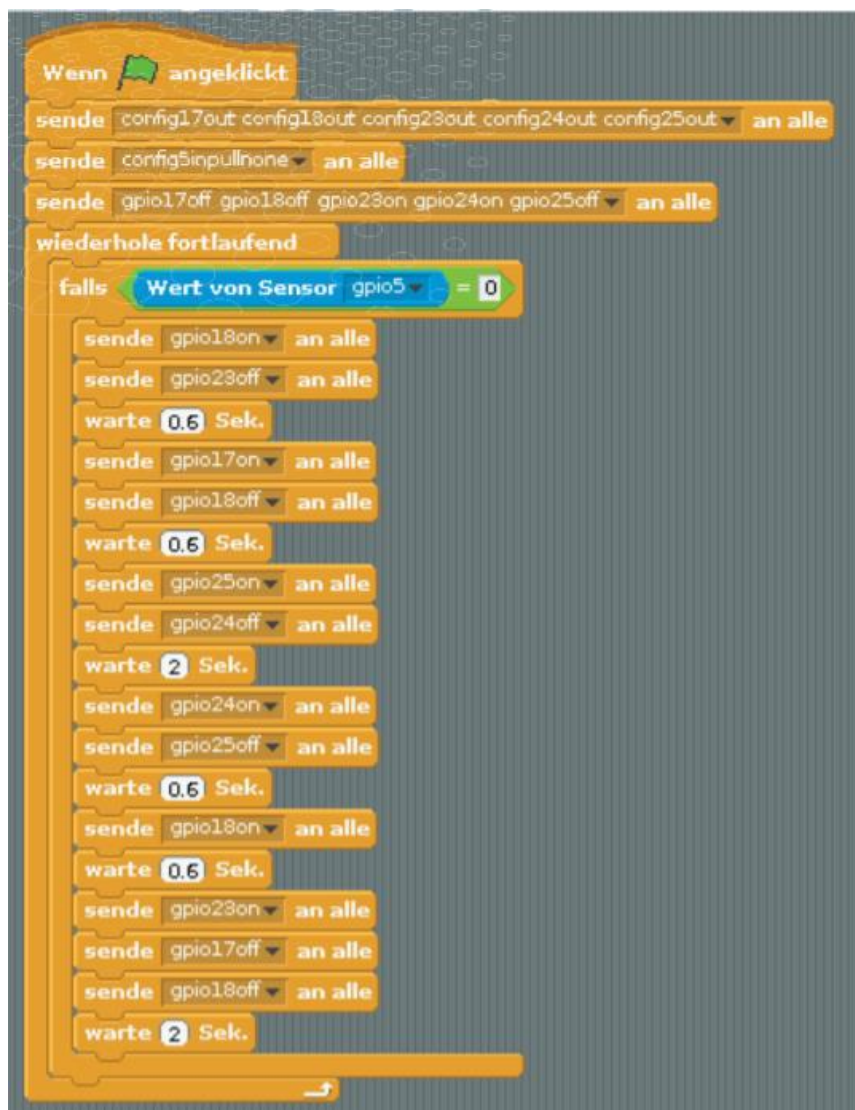 Wenn angeklickt
sende config17out config18out config23out config24out config25out an alle
sende config5inpullnone an alle
sende gpio17off gpio18off gpio23on gpio24on gpio25off an alle
wiederhole fortlaufend
falls Wert von Sensor gpio5 = 0
sende gpio18on an alle
sende gpio23off an alle
warte 0.6 Sek.
sende gpio17on an alle
sende gpio18off an alle
warte 0.6 Sek.
sende gpio25on an alle
sende gpio24off an alle
warte 2 Sek.
sende gpio24on an alle
sende gpio25off an alle
warte 0.6 Sek.
sende gpio18on an alle
warte 0.6 Sek.
sende gpio23on an alle
sende gpio17off an alle
sende gpio18off an alle
warte 2 Sek.